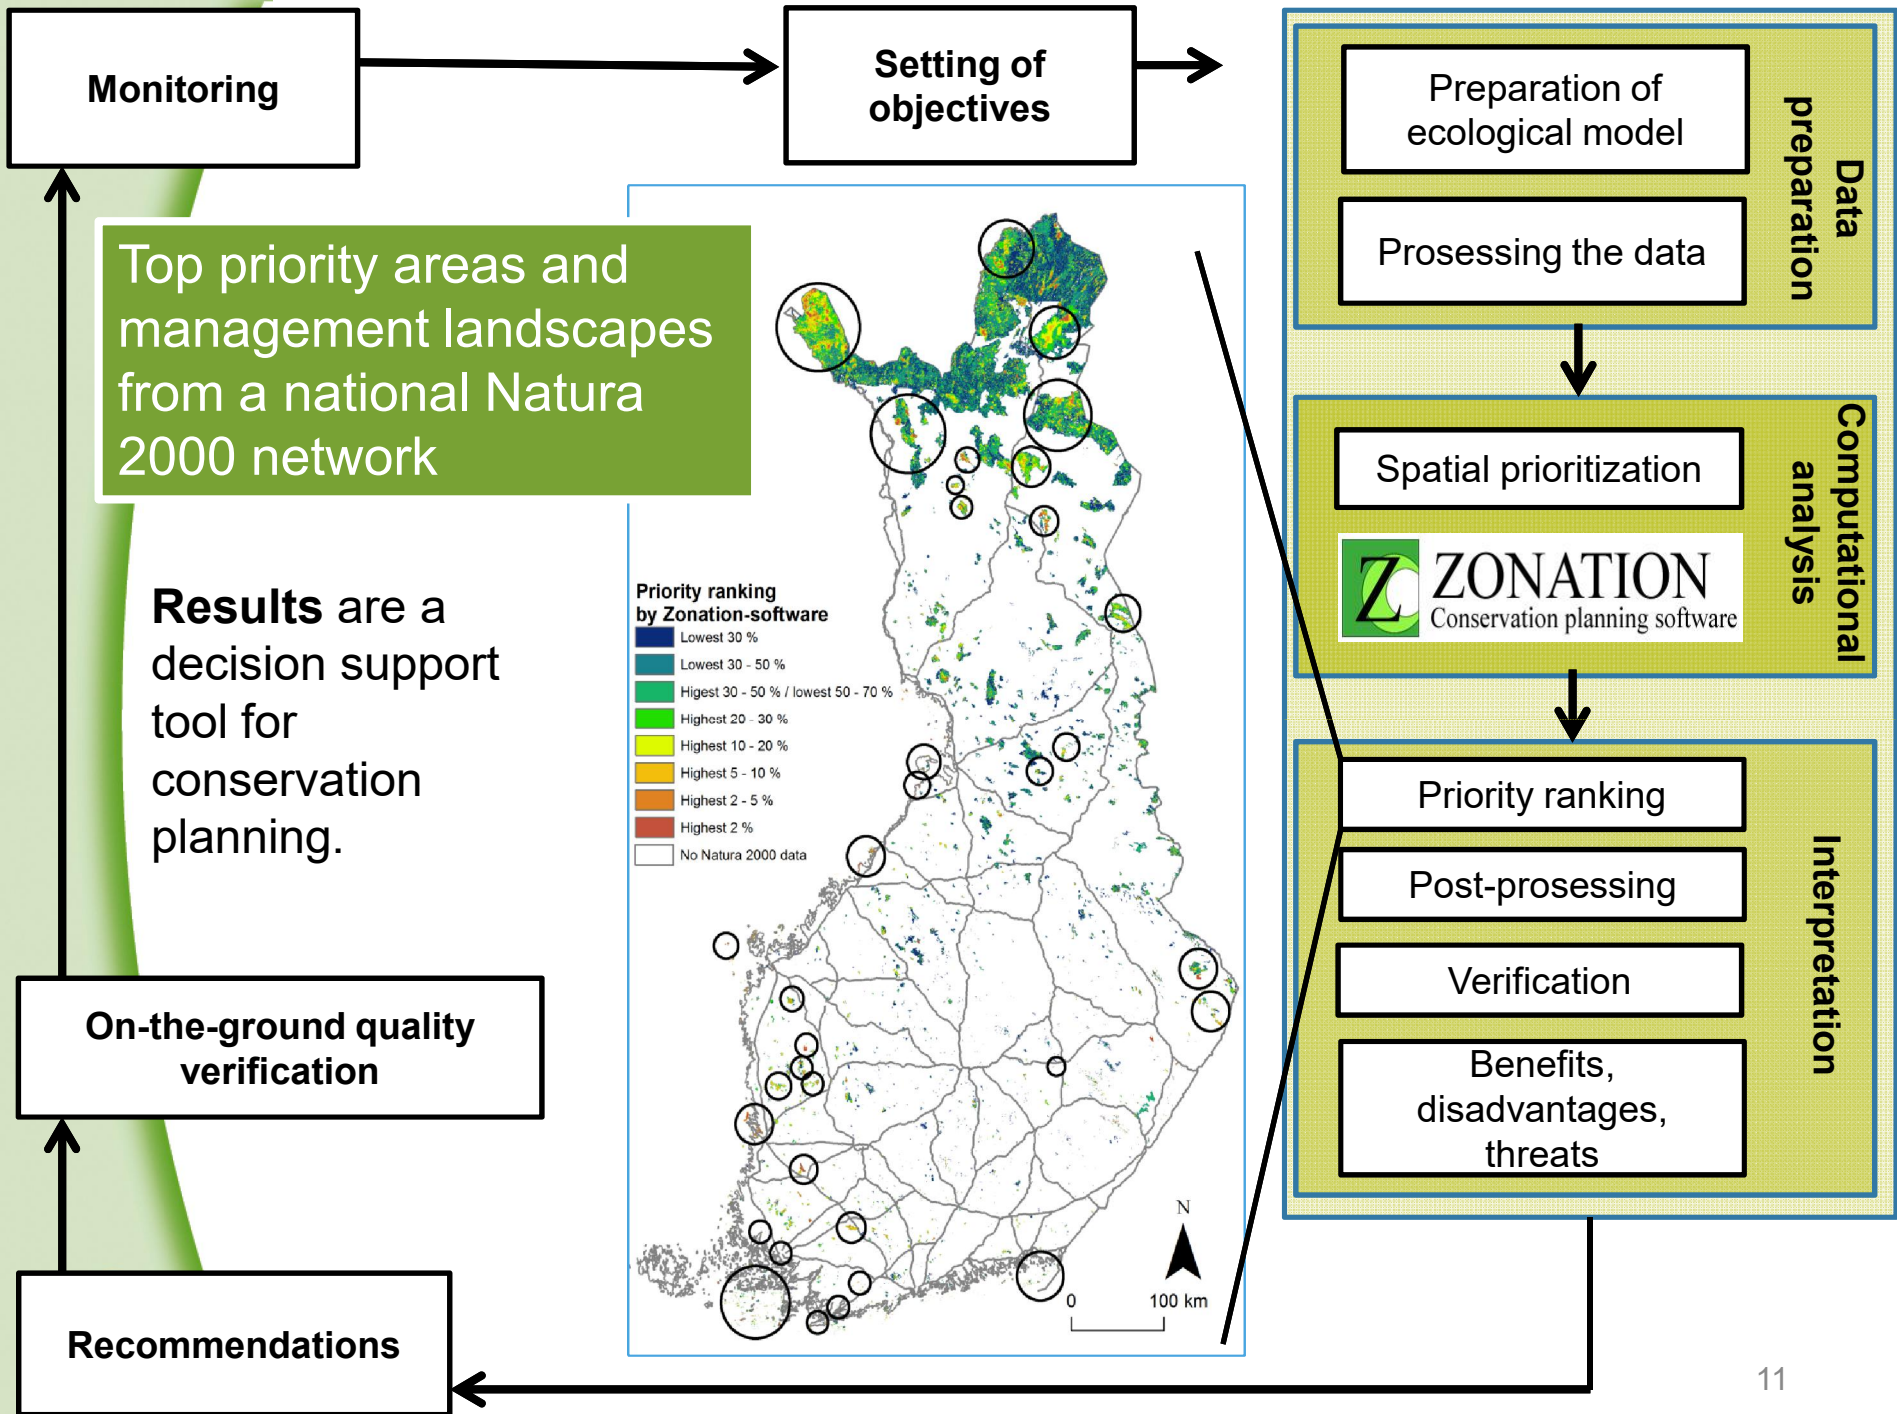 Monitoring
Setting of
objectives
Preparation of
ecological model
Prosessing the data
Data
preparation
Top priority areas and
management landscapes
from a national Natura
2000 network
Spatial prioritization
ZONATION
Conservation planning software
Computational
analysis
Results are a
decision support
tool for
conservation
planning.
Priority ranking
by Zonation-software
Lowest 30 %
Lowest 30 - 50 %
Higest 30 - 50 % / lowest 50 - 70 %
Highest 20 - 30 %
Highest 10 - 20 %
Highest 5 - 10 %
Highest 2 - 5 %
Highest 2 %
No Natura 2000 data
Priority ranking
Post-prosessing
Verification
Benefits,
disadvantages,
threats
Interpretation
On-the-ground quality
verification
N
0 100 km
Recommendations
11